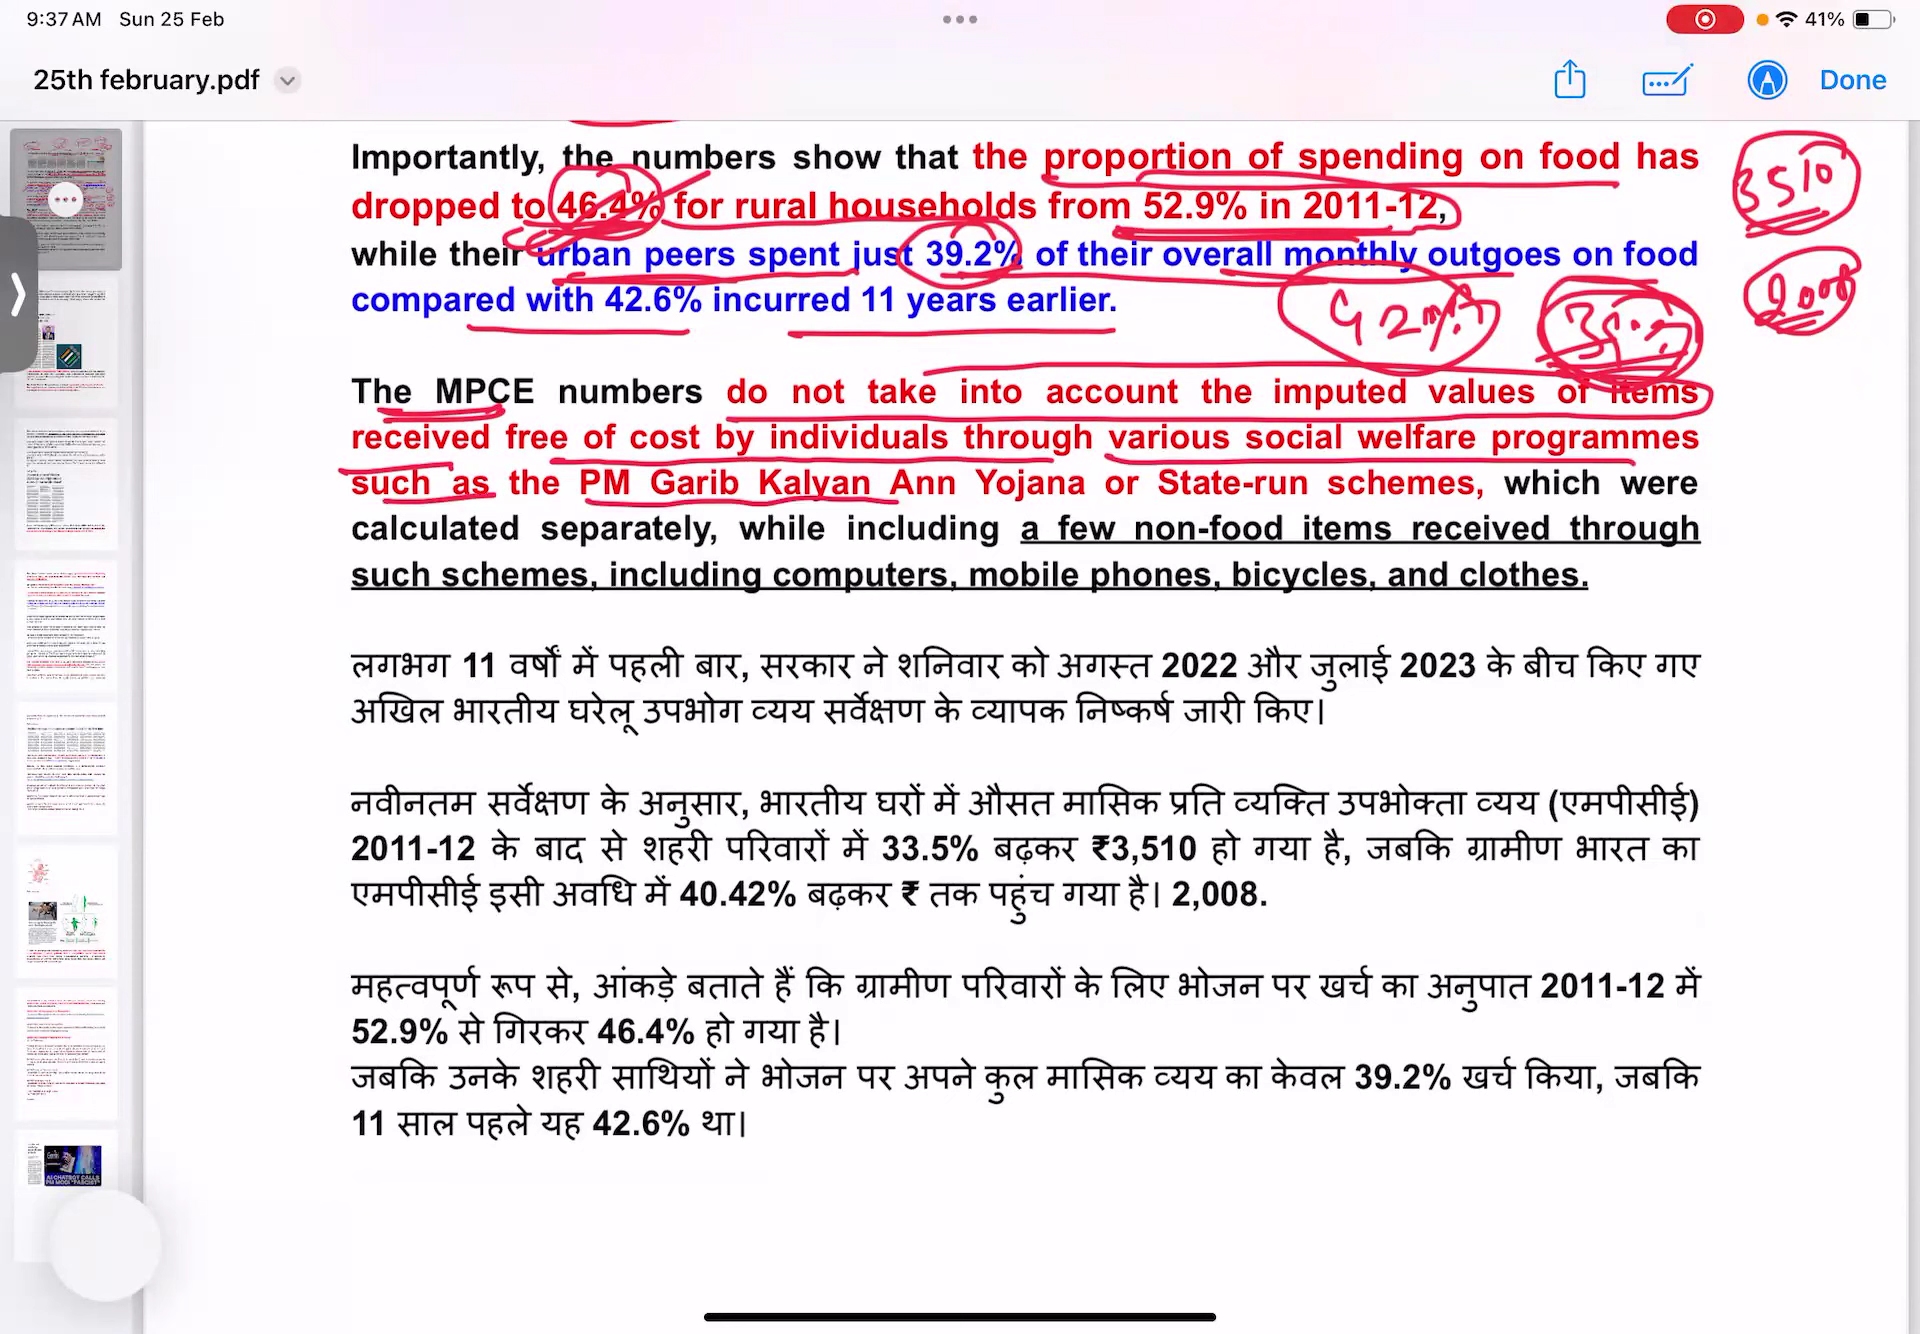 9:37 AM Sun 25 Feb
41%
25th february.pdf
Done
Importantly, the numbers show that the proportion of spending on food has
dropped to 46.4% for rural households from 52.9% in 2011-12,
while their urban peers spent just 39.2% of their overall monthly outgoes on food
compared with 42.6% incurred 11 years earlier.
3510
2008
The MPCE numbers do not take into account the imputed values of items
received free of cost by individuals through various social welfare programmes
such as the PM Garib Kalyan Ann Yojana or State-run schemes, which were
calculated separately, while including a few non-food items received through
such schemes, including computers, mobile phones, bicycles, and clothes.
लगभग 11 वर्षों में पहली बार, सरकार ने शनिवार को अगस्त 2022 और जुलाई 2023 के बीच किए गए
अखिल भारतीय घरेलू उपभोग व्यय सर्वेक्षण के व्यापक निष्कर्ष जारी किए।
नवीनतम सर्वेक्षण के अनुसार, भारतीय घरों में औसत मासिक प्रति व्यक्ति उपभोक्ता व्यय (एमपीसीई)
2011-12 के बाद से शहरी परिवारों में 33.5% बढ़कर ₹3,510 हो गया है, जबकि ग्रामीण भारत का
एमपीसीई इसी अवधि में 40.42% बढ़कर ₹ तक पहुंच गया है। 2,008.
महत्वपूर्ण रूप से, आंकड़े बताते हैं कि ग्रामीण परिवारों के लिए भोजन पर खर्च का अनुपात 2011-12 में
52.9% से गिरकर 46.4% हो गया है।
जबकि उनके शहरी साथियों ने भोजन पर अपने कुल मासिक व्यय का केवल 39.2% खर्च किया, जबकि
11 साल पहले यह 42.6% था।
AI CHATBOT CALLS
PM MODI "FASCIST"